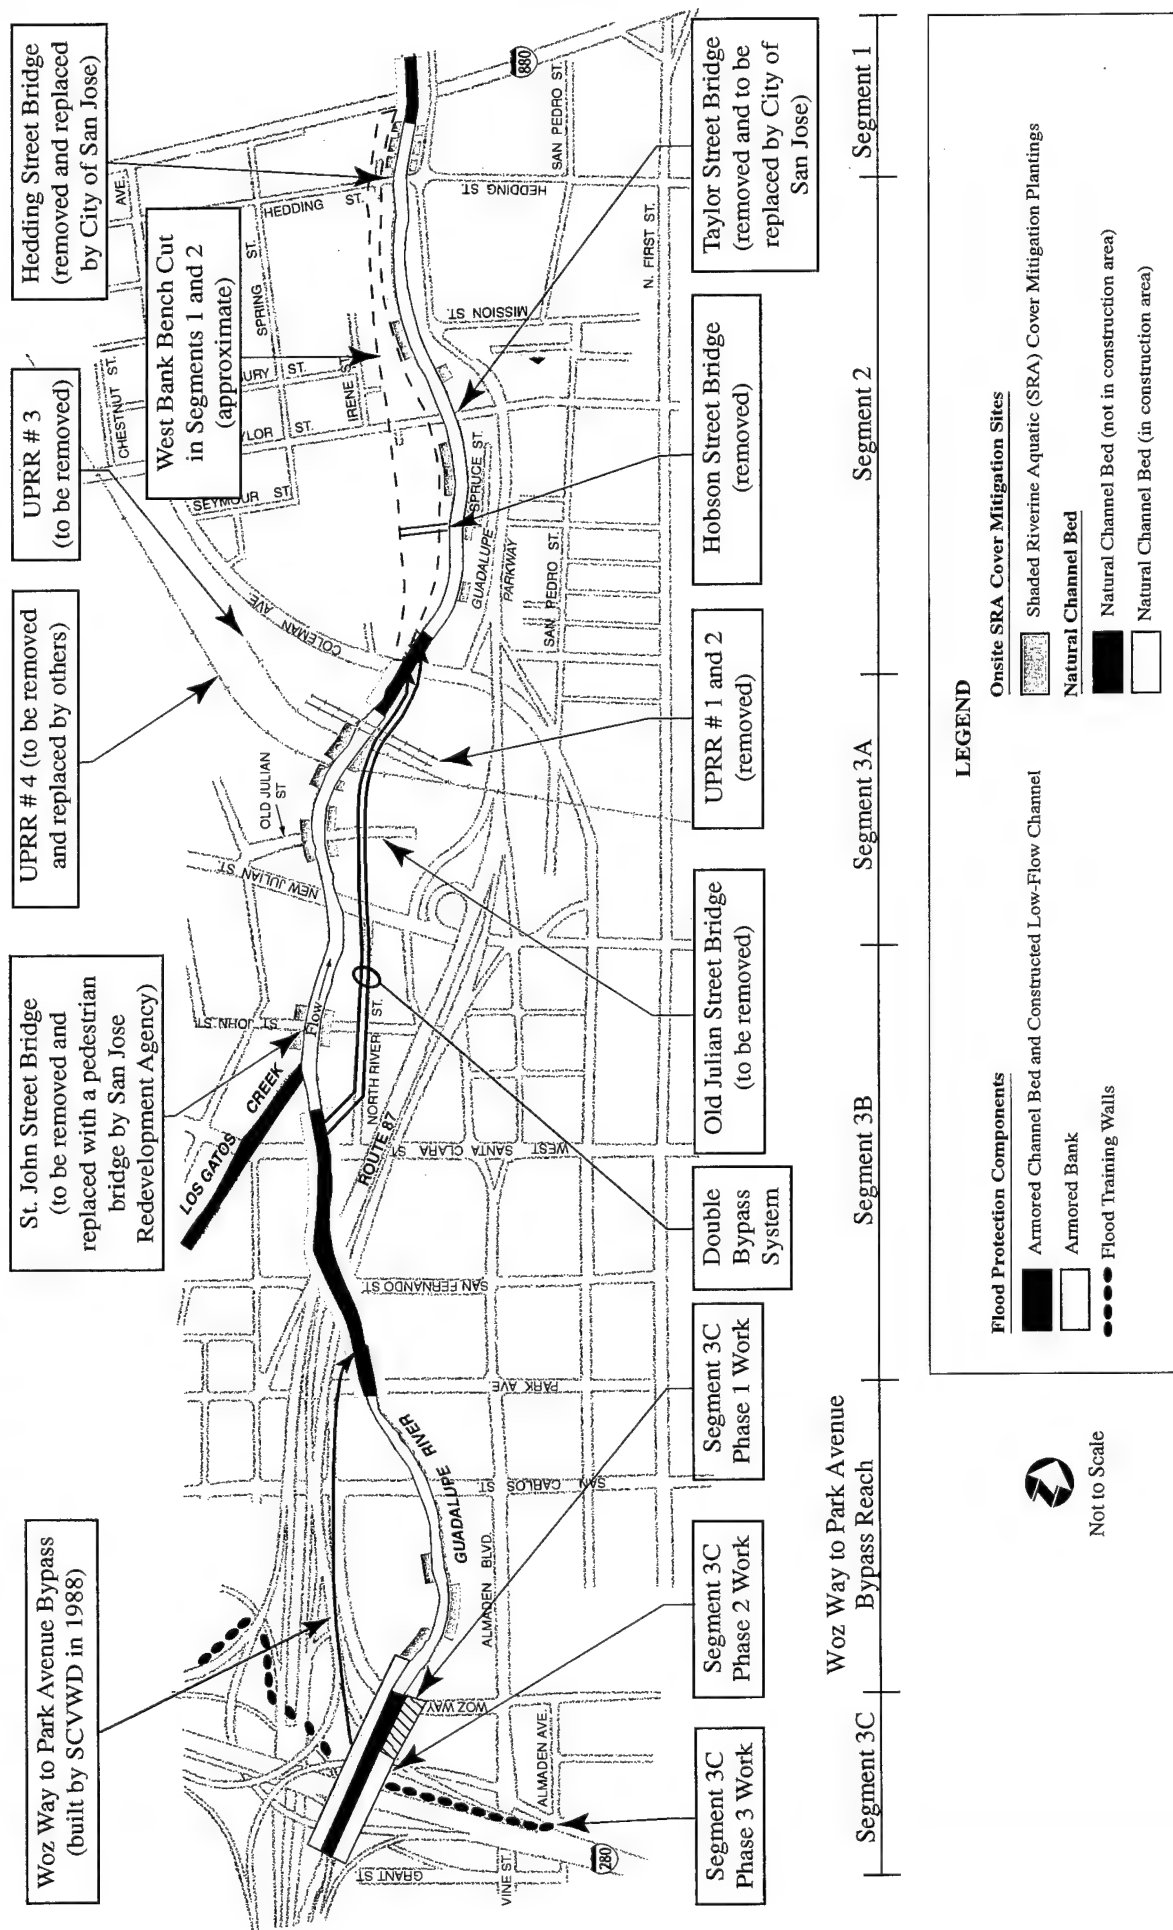 Woz Way to Park Avenue Bypass
(built by SCVWD in 1988)
St. John Street Bridge
(to be removed and
replaced with a pedestrian
bridge by San Jose
Redevelopment Agency)
UPRR # 4 (to be removed
and replaced by others)
UPRR # 3
(to be removed)
West Bank Bench Cut
in Segments 1 and 2
(approximate)
Hedding Street Bridge
(removed and replaced
by City of San Jose)
LOS GATOS CREEK
Flow
ST. JOHN ST.
NORTH RIVER ST.
NEW JULIAN ST.
OLD JULIAN
ST
COLEMAN AVE.
CHESTNUT ST.
SEYMOUR ST.
YLOR ST.
URY ST.
IRENE ST.
SPRING ST.
AVE.
HEDDING ST.
HEDDING ST.
880
SAN PEDRO ST.
N. FIRST ST.
MISSION ST.
SPRUCE ST.
GUADALUPE
PARKWAY
SAN PEDRO ST.
ROUTE 87
WEST SANTA CLARA ST.
SAN FERNANDO ST.
PARK AVE
GUADALUPE RIVER
SAN CARLOS ST.
ALMADEN BLVD.
WOZ WAY
ALMADEN AVE.
VINE ST.
GRANT ST.
280
Segment 3C
Phase 3 Work
Segment 3C
Phase 2 Work
Segment 3C
Phase 1 Work
Double
Bypass
System
Old Julian Street Bridge
(to be removed)
UPRR # 1 and 2
(removed)
Hobson Street Bridge
(removed)
Taylor Street Bridge
(removed and to be
replaced by City of
San Jose)
Segment 3C
Woz Way to Park Avenue
Bypass Reach
Segment 3B
Segment 3A
Segment 2
Segment 1
Not to Scale
LEGEND
Flood Protection Components
Armored Channel Bed and Constructed Low-Flow Channel
Armored Bank
Flood Training Walls
Onsite SRA Cover Mitigation Sites
Shaded Riverine Aquatic (SRA) Cover Mitigation Plantings
Natural Channel Bed
Natural Channel Bed (not in construction area)
Natural Channel Bed (in construction area)